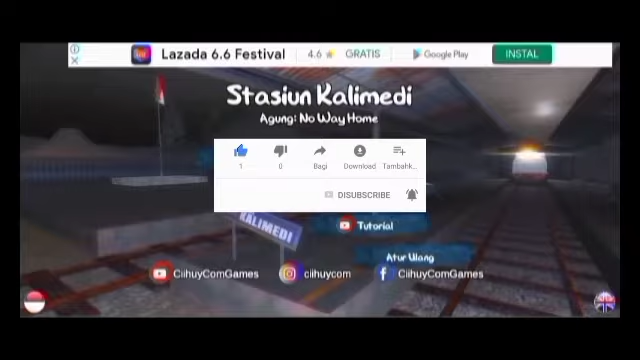 Lazada 6.6 Festival 4.6 GRATIS Google Play INSTAL
Stasiun Kalimedi
Agung: No Way Home
1 0 Bagi Download Tambahk...
DISUBSCRIBE
KALIMEDI
Tutorial
Atur Ulang
CiihuyComGames ciihuycom CiihuyComGames